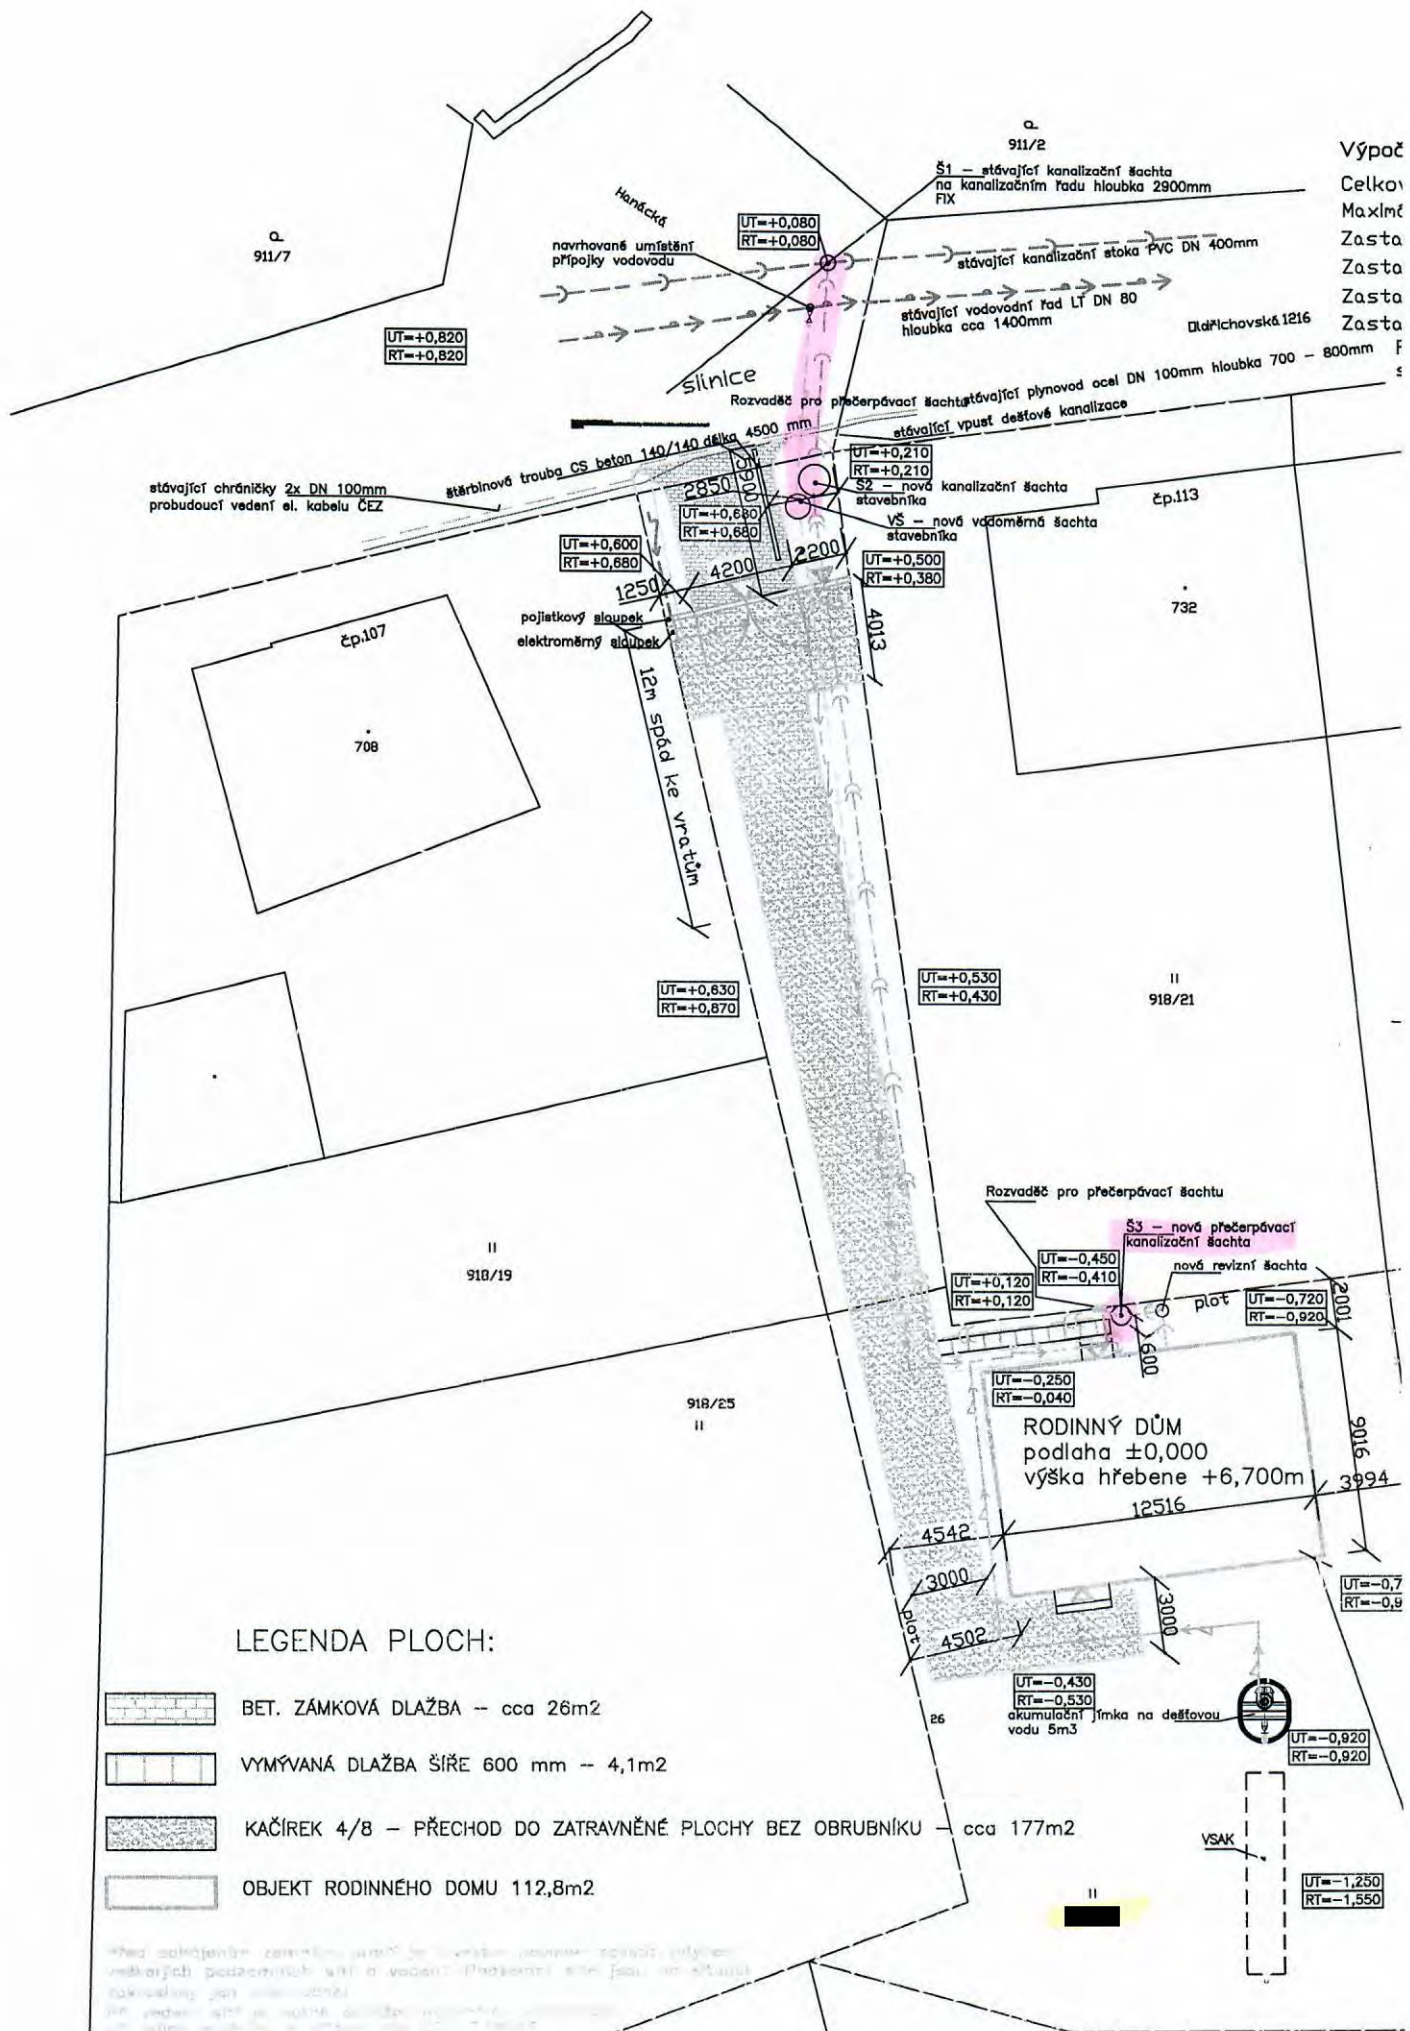 911/2
Výpoč
Š1 – stávající kanalizační šachta
na kanalizačním řadu hloubka 2900mm
FIX
Celkov
Maximá
Zasta
Zasta
Zasta
Zasta
Hanácká
UT=+0,080
RT=+0,080
911/7
navrhované umístění
přípojky vodovodu
stávající kanalizační stoka PVC DN 400mm
stávající vodovodní řad LT DN 80
hloubka cca 1400mm
Oldřichovská 1216
UT=+0,820
RT=+0,820
silnice
stávající plynovod ocel DN 100mm hloubka 700 – 800mm
Rozvaděč pro přečerpávací šachtu
stávající vpusť dešťové kanalizace
štěrbinová trouba CS beton 140/140 délka 4500 mm
UT=+0,210
RT=+0,210
stávající chráničky 2x DN 100mm
probudoucí vedení el. kabelu ČEZ
2850
5900
Š2 – nová kanalizační šachta
stavebníka
čp.113
UT=+0,680
RT=+0,680
VŠ – nová vodoměrná šachta
stavebníka
UT=+0,600
RT=+0,680
2200
UT=+0,500
RT=+0,380
1250
4200
732
pojistkový sloupek
elektroměrný sloupek
4013
čp.107
708
12m spád ke vratům
UT=+0,630
RT=+0,870
UT=+0,530
RT=+0,430
918/21
Rozvaděč pro přečerpávací šachtu
Š3 – nová přečerpávací
kanalizační šachta
918/19
UT=-0,450
RT=-0,410
nová revizní šachta
UT=+0,120
RT=+0,120
plot
UT=-0,720
RT=-0,920
2001
600
UT=-0,250
RT=-0,040
918/25
RODINNÝ DŮM
podlaha ±0,000
výška hřebene +6,700m
9016
3994
12516
4542
3000
3000
UT=-0,7
RT=-0,9
plot
4502
LEGENDA PLOCH:
UT=-0,430
RT=-0,530
akumulační jímka na dešťovou
vodu 5m3
26
BET. ZÁMKOVÁ DLAŽBA – cca 26m2
UT=-0,920
RT=-0,920
VYMÝVANÁ DLAŽBA ŠÍŘE 600 mm – 4,1m2
KAČÍREK 4/8 – PŘECHOD DO ZATRAVNĚNÉ PLOCHY BEZ OBRUBNÍKU – cca 177m2
VSAK
OBJEKT RODINNÉHO DOMU 112,8m2
UT=-1,250
RT=-1,550